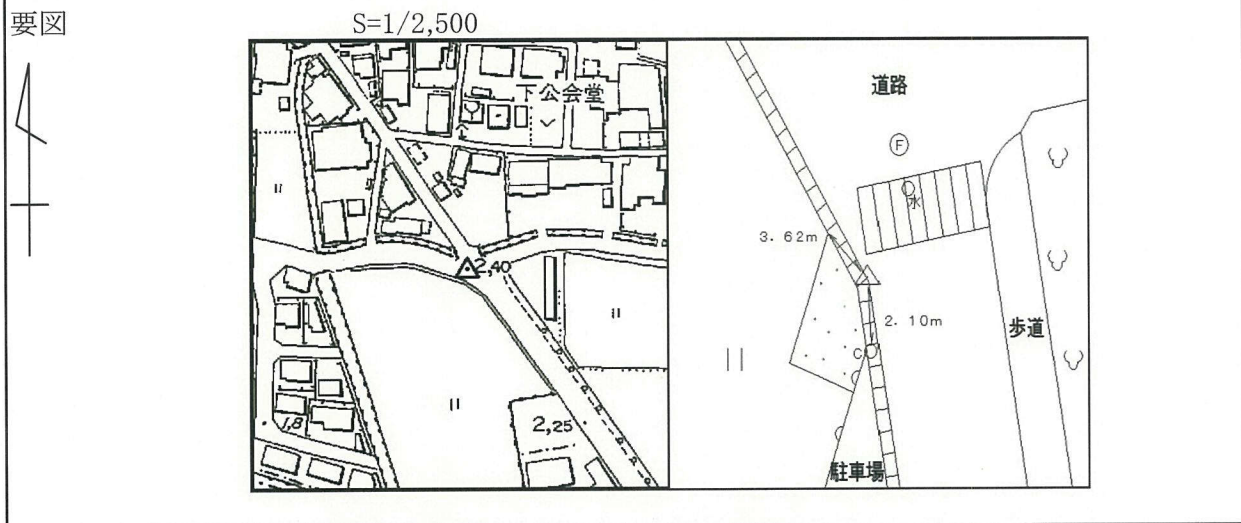 要図
S=1/2,500
下公会堂
2,40
2,25
1,8
道路
F
水
3.62m
2.10m
C
歩道
駐車場